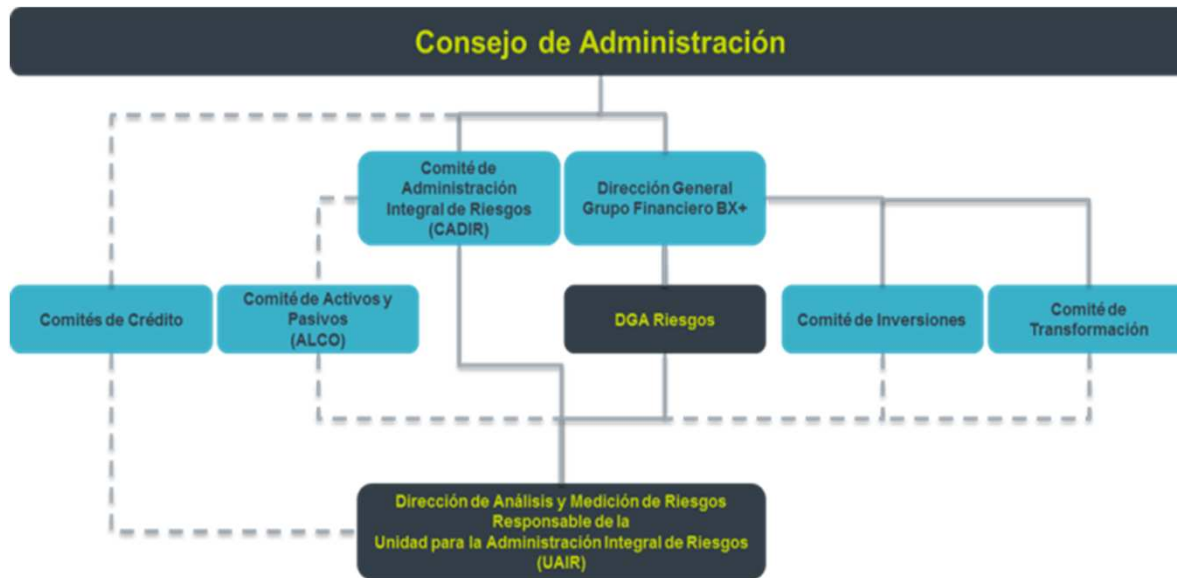 Consejo de Administración
Comité de
Administración
Integral de Riesgos
(CADIR)
Dirección General
Grupo Financiero BX+
Comités de Crédito
Comité de Activos y
Pasivos
(ALCO)
DGA Riesgos
Comité de Inversiones
Comité de
Transformación
Dirección de Análisis y Medición de Riesgos
Responsable de la
Unidad para la Administración Integral de Riesgos
(UAIR)